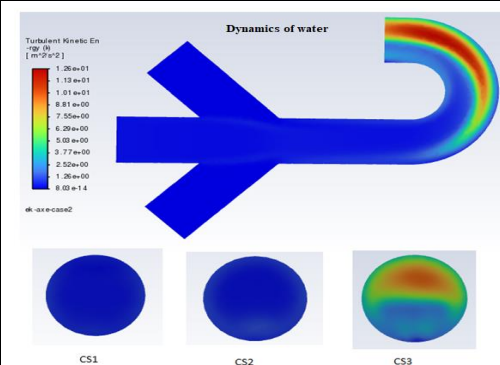 Dynamics of water
Turbulent Kinetic En
-rgy (k)
[ m^2 s^-2 ]
1.26e+01
1.13e+01
1.01e+01
8.81e+00
7.55e+00
6.29e+00
5.03e+00
3.77e+00
2.52e+00
1.26e+00
8.03e-14
ek-axe-case2
CS1
CS2
CS3